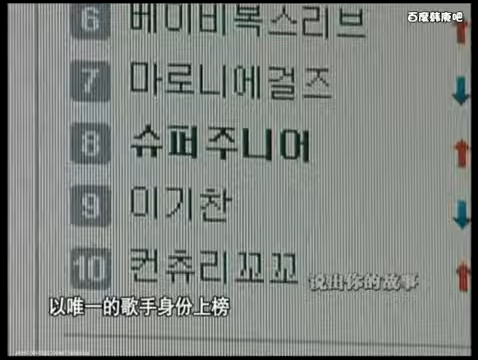 百度韩庚吧
6 베이비복스리브
7 마로니에걸즈
8 슈퍼주니어
9 이기찬
10 컨츄리꼬꼬
说出你的故事
以唯一的歌手身份上榜